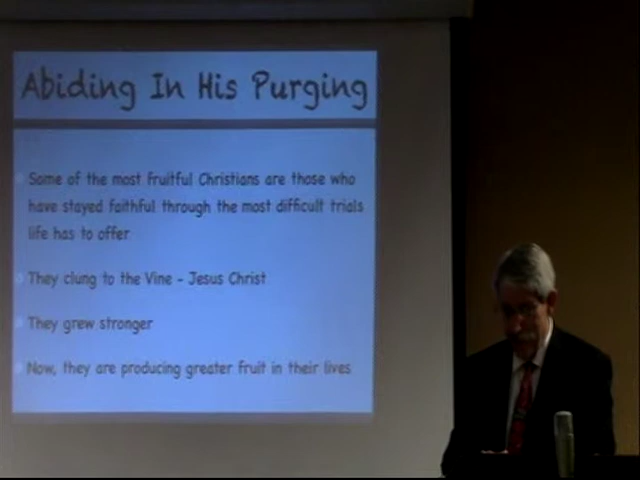 Abiding In His Purging
Some of the most fruitful Christians are those who
have stayed faithful through the most difficult trials
life has to offer
They clung to the Vine - Jesus Christ
They grew stronger
Now, they are producing greater fruit in their lives